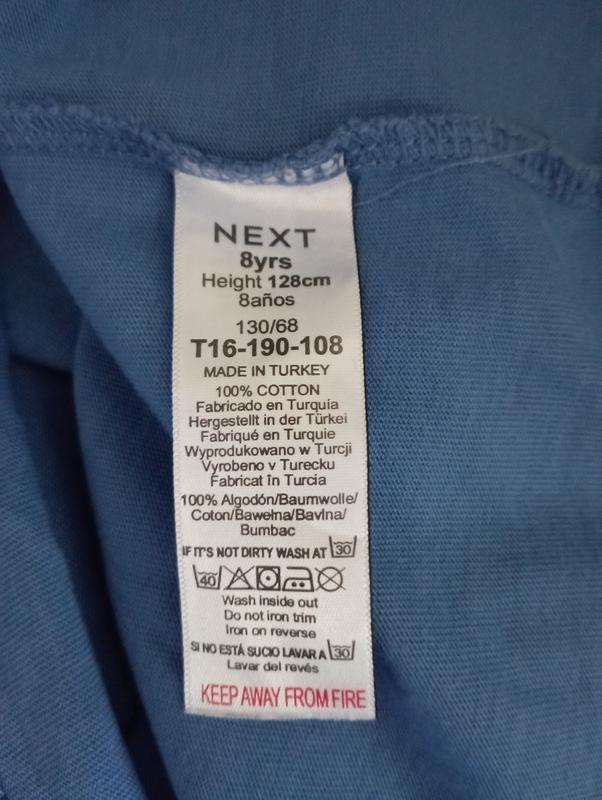 NEXT
8yrs
Height 128cm
8años
130/68
T16-190-108
MADE IN TURKEY
100% COTTON
Fabricado en Turquía
Hergestellt in der Türkei
Fabriqué en Turquie
Wyprodukowano w Turcji
Vyrobeno v Turecku
Fabricat în Turcia
100% Algodón/Baumwolle/
Coton/Bawełna/Bavlna/
Bumbac
IF IT'S NOT DIRTY WASH AT 30
40
Wash inside out
Do not iron trim
Iron on reverse
SI NO ESTÁ SUCIO LAVAR A 30
Lavar del revés
KEEP AWAY FROM FIRE